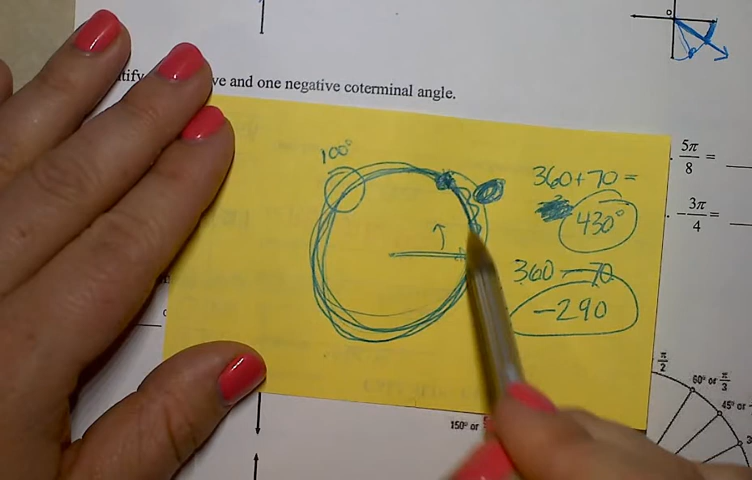 ve and one negative coterminal angle.
100°
360+70 =
430°
360 - 70
-290
5π/8 =
-3π/4 =
π/2
60° or π/3
45° or
150° or